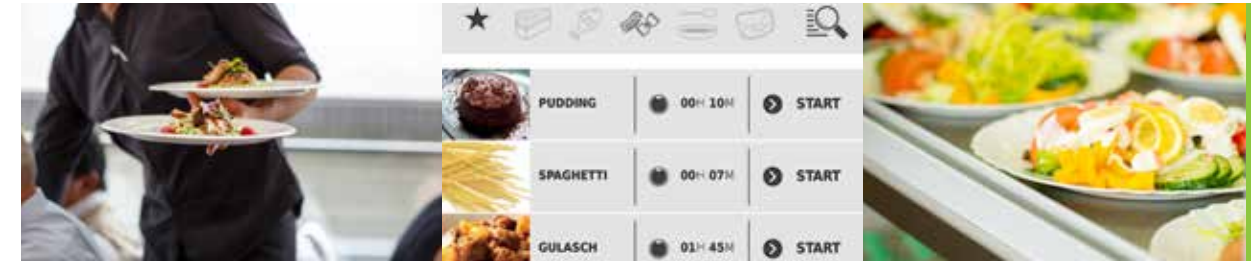 PUDDING 00H 10M START
SPAGHETTI 00H 07M START
GULASCH 01H 45M START